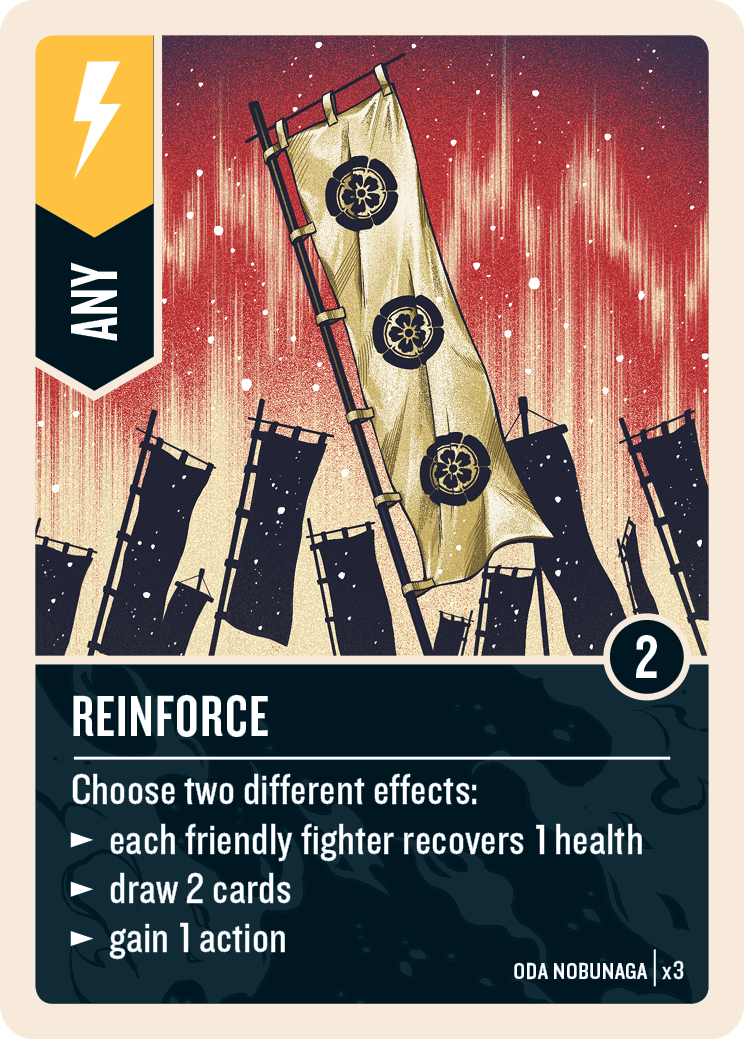 ANY
2
REINFORCE
Choose two different effects:
► each friendly fighter recovers 1 health
► draw 2 cards
► gain 1 action
ODA NOBUNAGA | x3